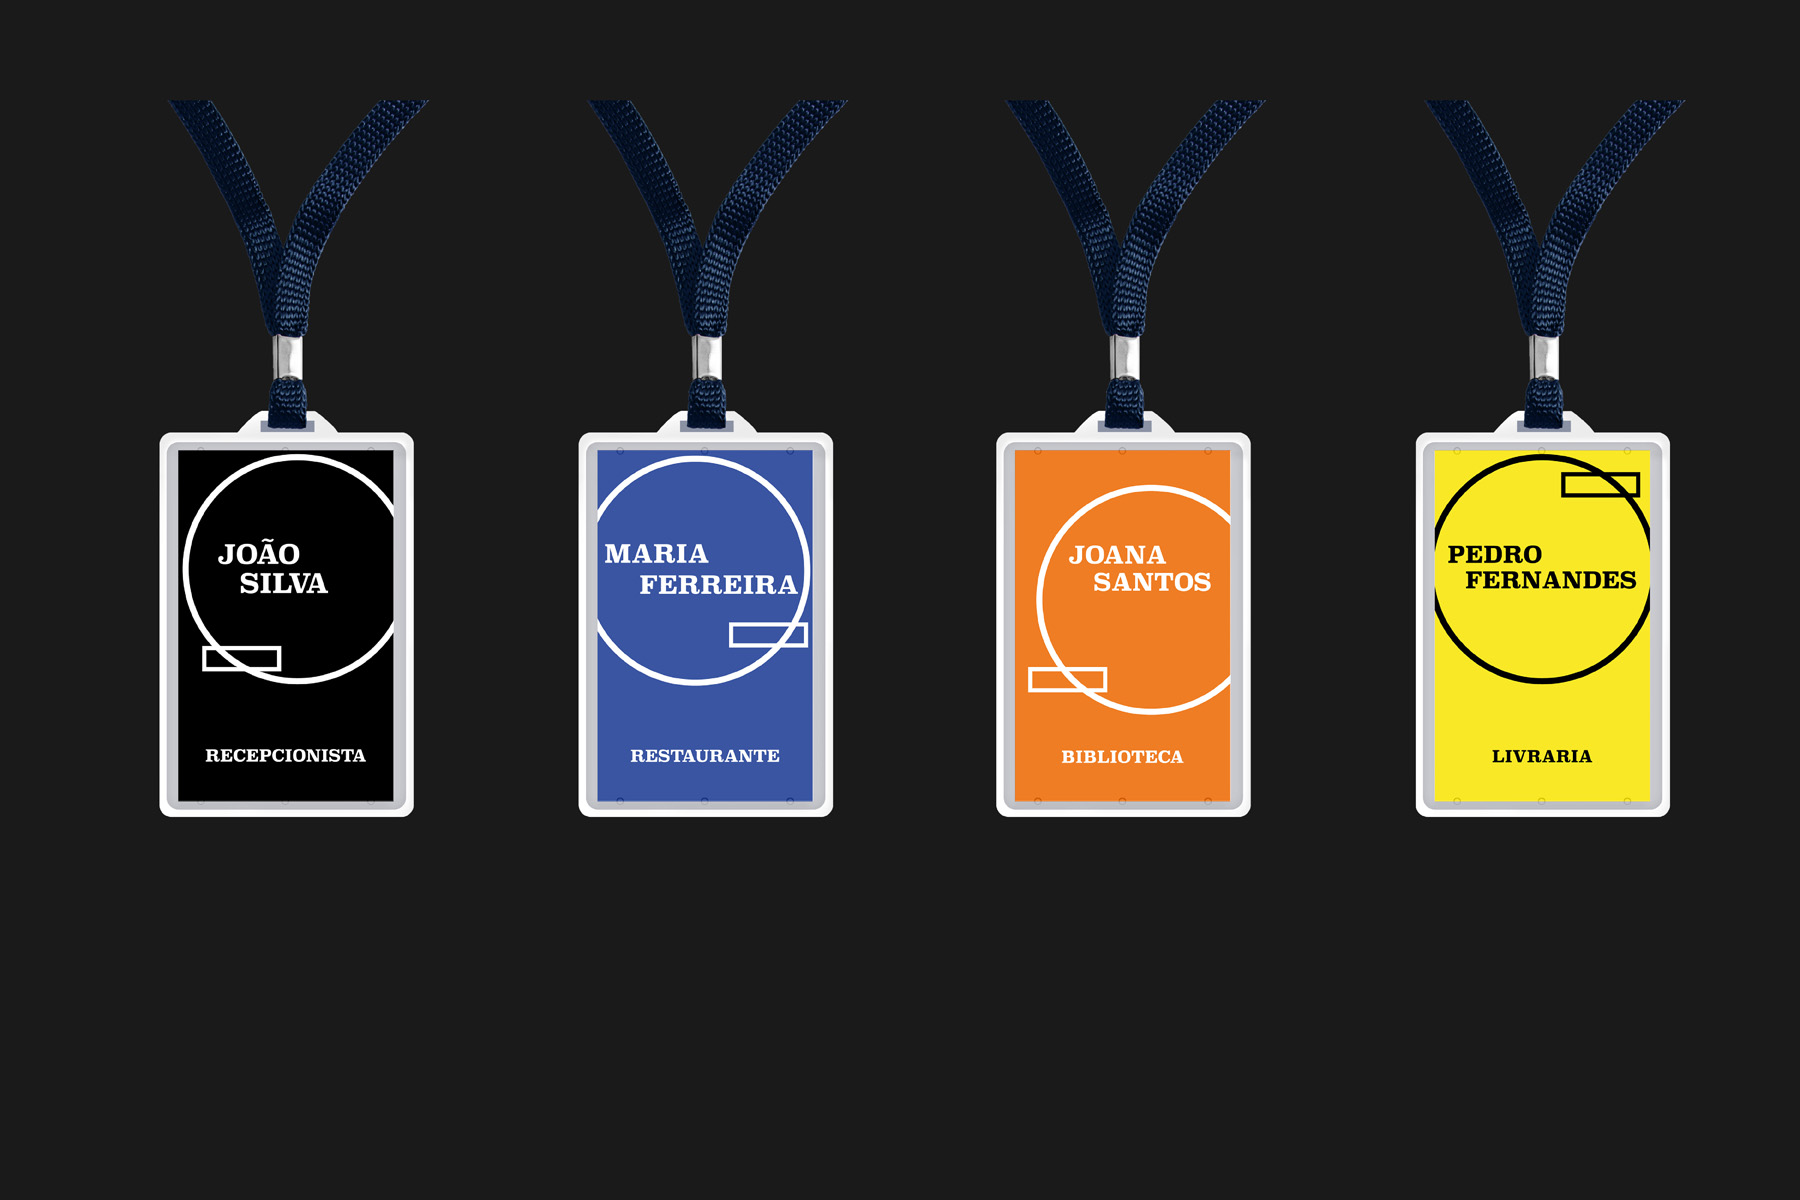 JOÃO
SILVA
RECEPCIONISTA
MARIA
FERREIRA
RESTAURANTE
JOANA
SANTOS
BIBLIOTECA
PEDRO
FERNANDES
LIVRARIA